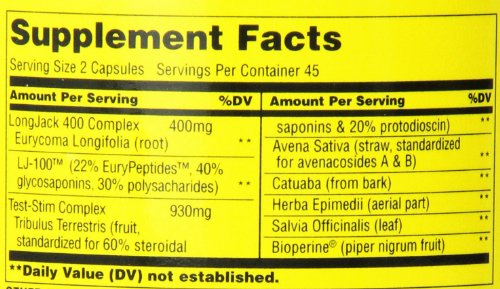 Supplement Facts
Serving Size 2 Capsules Servings Per Container 45
Amount Per Serving %DV
LongJack 400 Complex 400mg
Eurycoma Longifolia (root) **
LJ-100™ (22% EuryPeptides™, 40%
glycosaponins, 30% polysacharides) **
Test-Stim Complex 930mg
Tribulus Terrestris (fruit,
standardized for 60% steroidal
Amount Per Serving %DV
saponins & 20% protodioscin) **
Avena Sativa (straw, standardized
for avenacosides A & B) **
Catuaba (from bark) **
Herba Epimedii (aerial part) **
Salvia Officinalis (leaf) **
Bioperine® (piper nigrum fruit) **
**Daily Value (DV) not established.